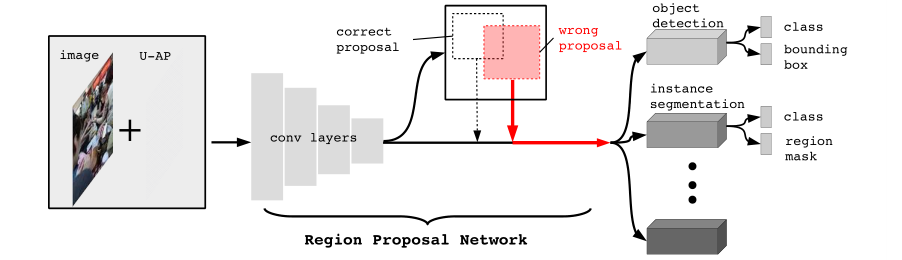 image
U-AP
+
conv layers
correct
proposal
wrong
proposal
Region Proposal Network
object
detection
class
bounding
box
instance
segmentation
class
region
mask